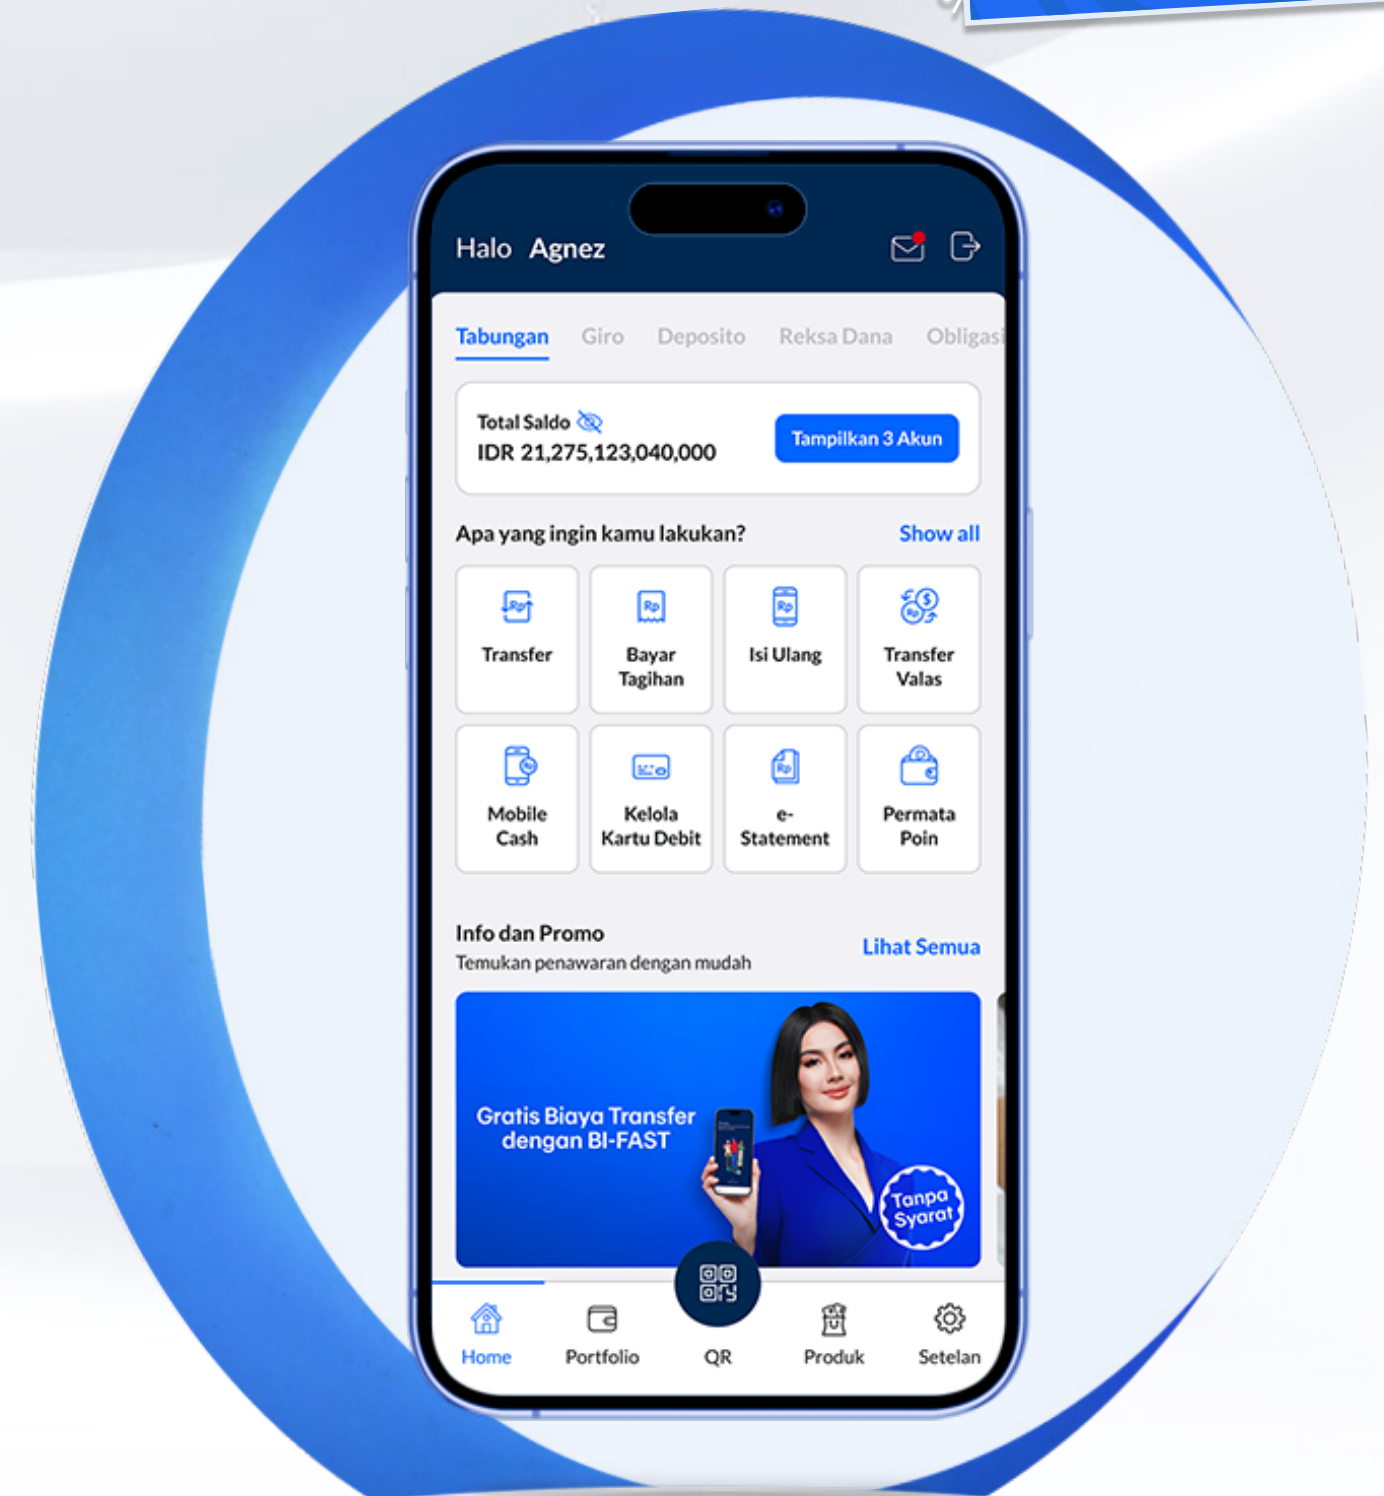 Halo Agnez
Tabungan Giro Deposito Reksa Dana Obligasi
Total Saldo
IDR 21,275,123,040,000
Tampilkan 3 Akun
Apa yang ingin kamu lakukan?
Show all
Transfer
Bayar
Tagihan
Isi Ulang
Transfer
Valas
Mobile
Cash
Kelola
Kartu Debit
e-
Statement
Permata
Poin
Info dan Promo
Temukan penawaran dengan mudah
Lihat Semua
Gratis Biaya Transfer
dengan BI-FAST
Tanpa
Syarat
Home
Portfolio
QR
Produk
Setelan